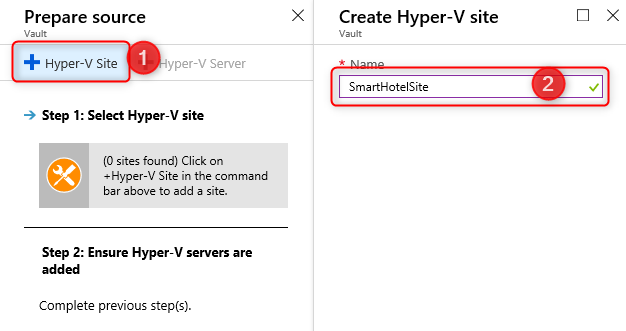 Prepare source
Vault
Hyper-V Site
1
Hyper-V Server
Step 1: Select Hyper-V site
(0 sites found) Click on
+Hyper-V Site in the command
bar above to add a site.
Step 2: Ensure Hyper-V servers are
added
Complete previous step(s).
Create Hyper-V site
Vault
* Name
SmartHotelSite
2